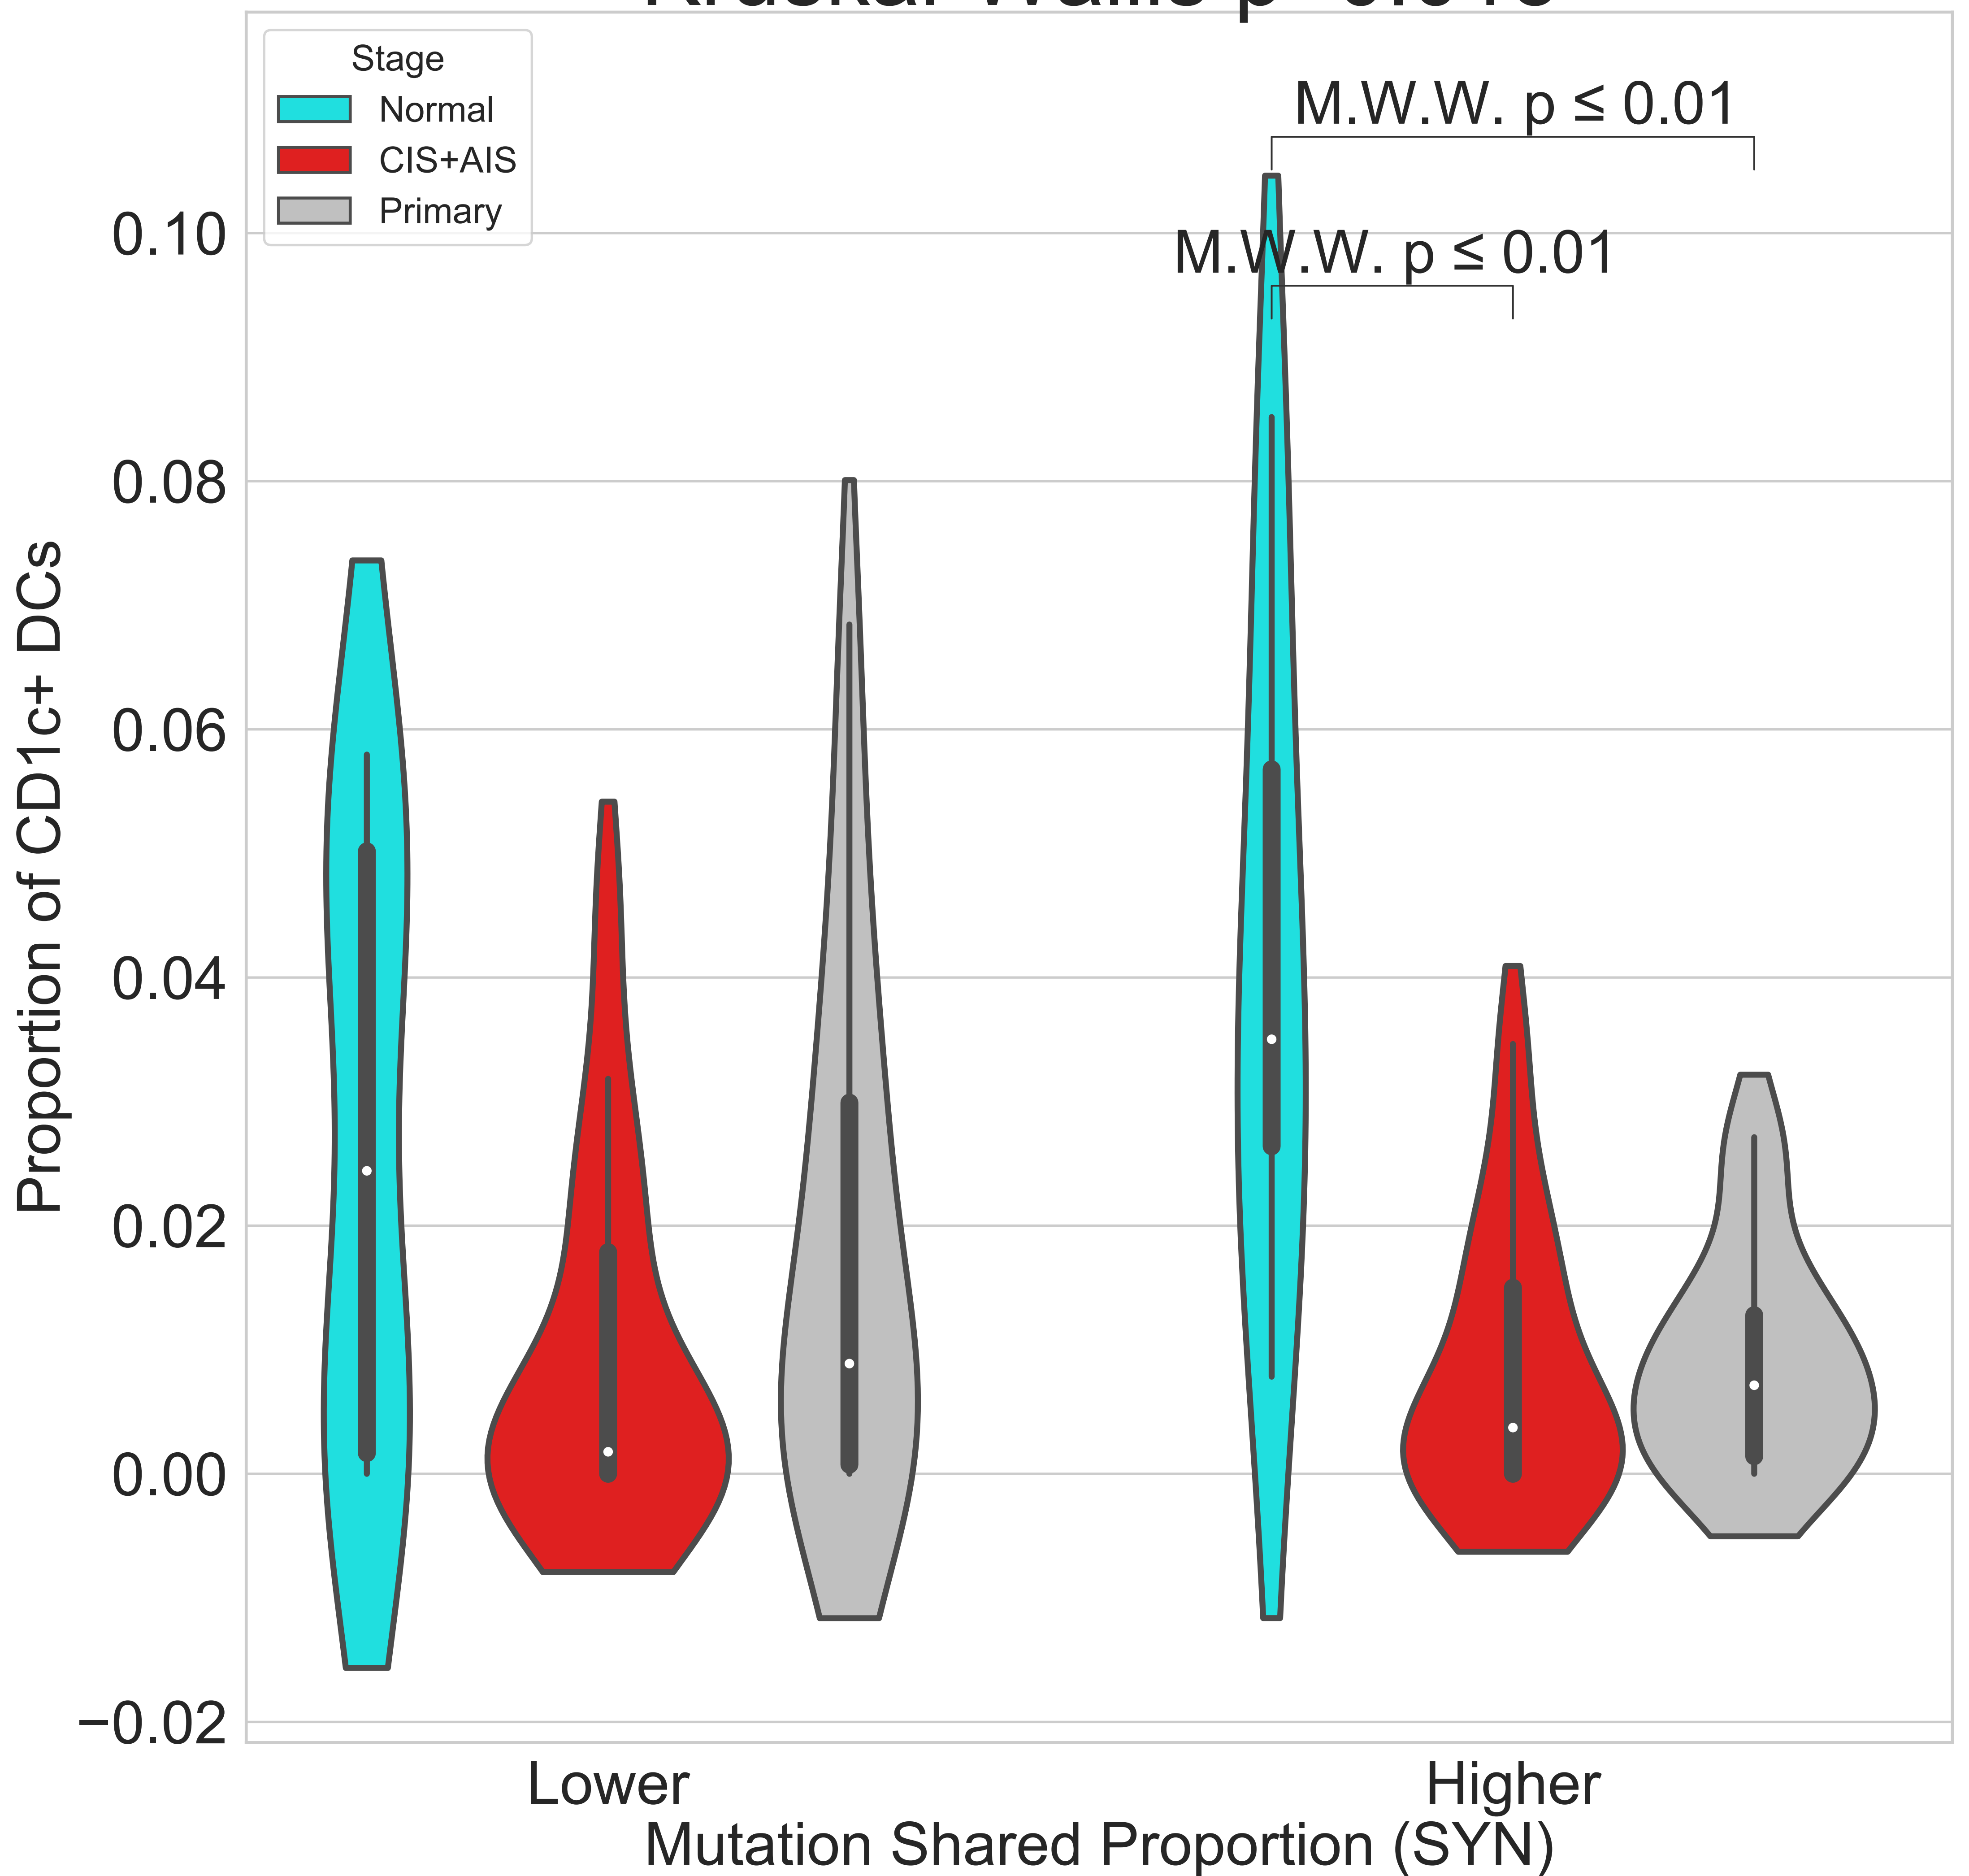 Stage
Normal
CIS+AIS
Primary
M.W.W. p ≤ 0.01
M.W.W. p ≤ 0.01
0.10
0.08
0.06
0.04
0.02
0.00
−0.02
Proportion of CD1c+ DCs
Lower
Higher
Mutation Shared Proportion (SYN)